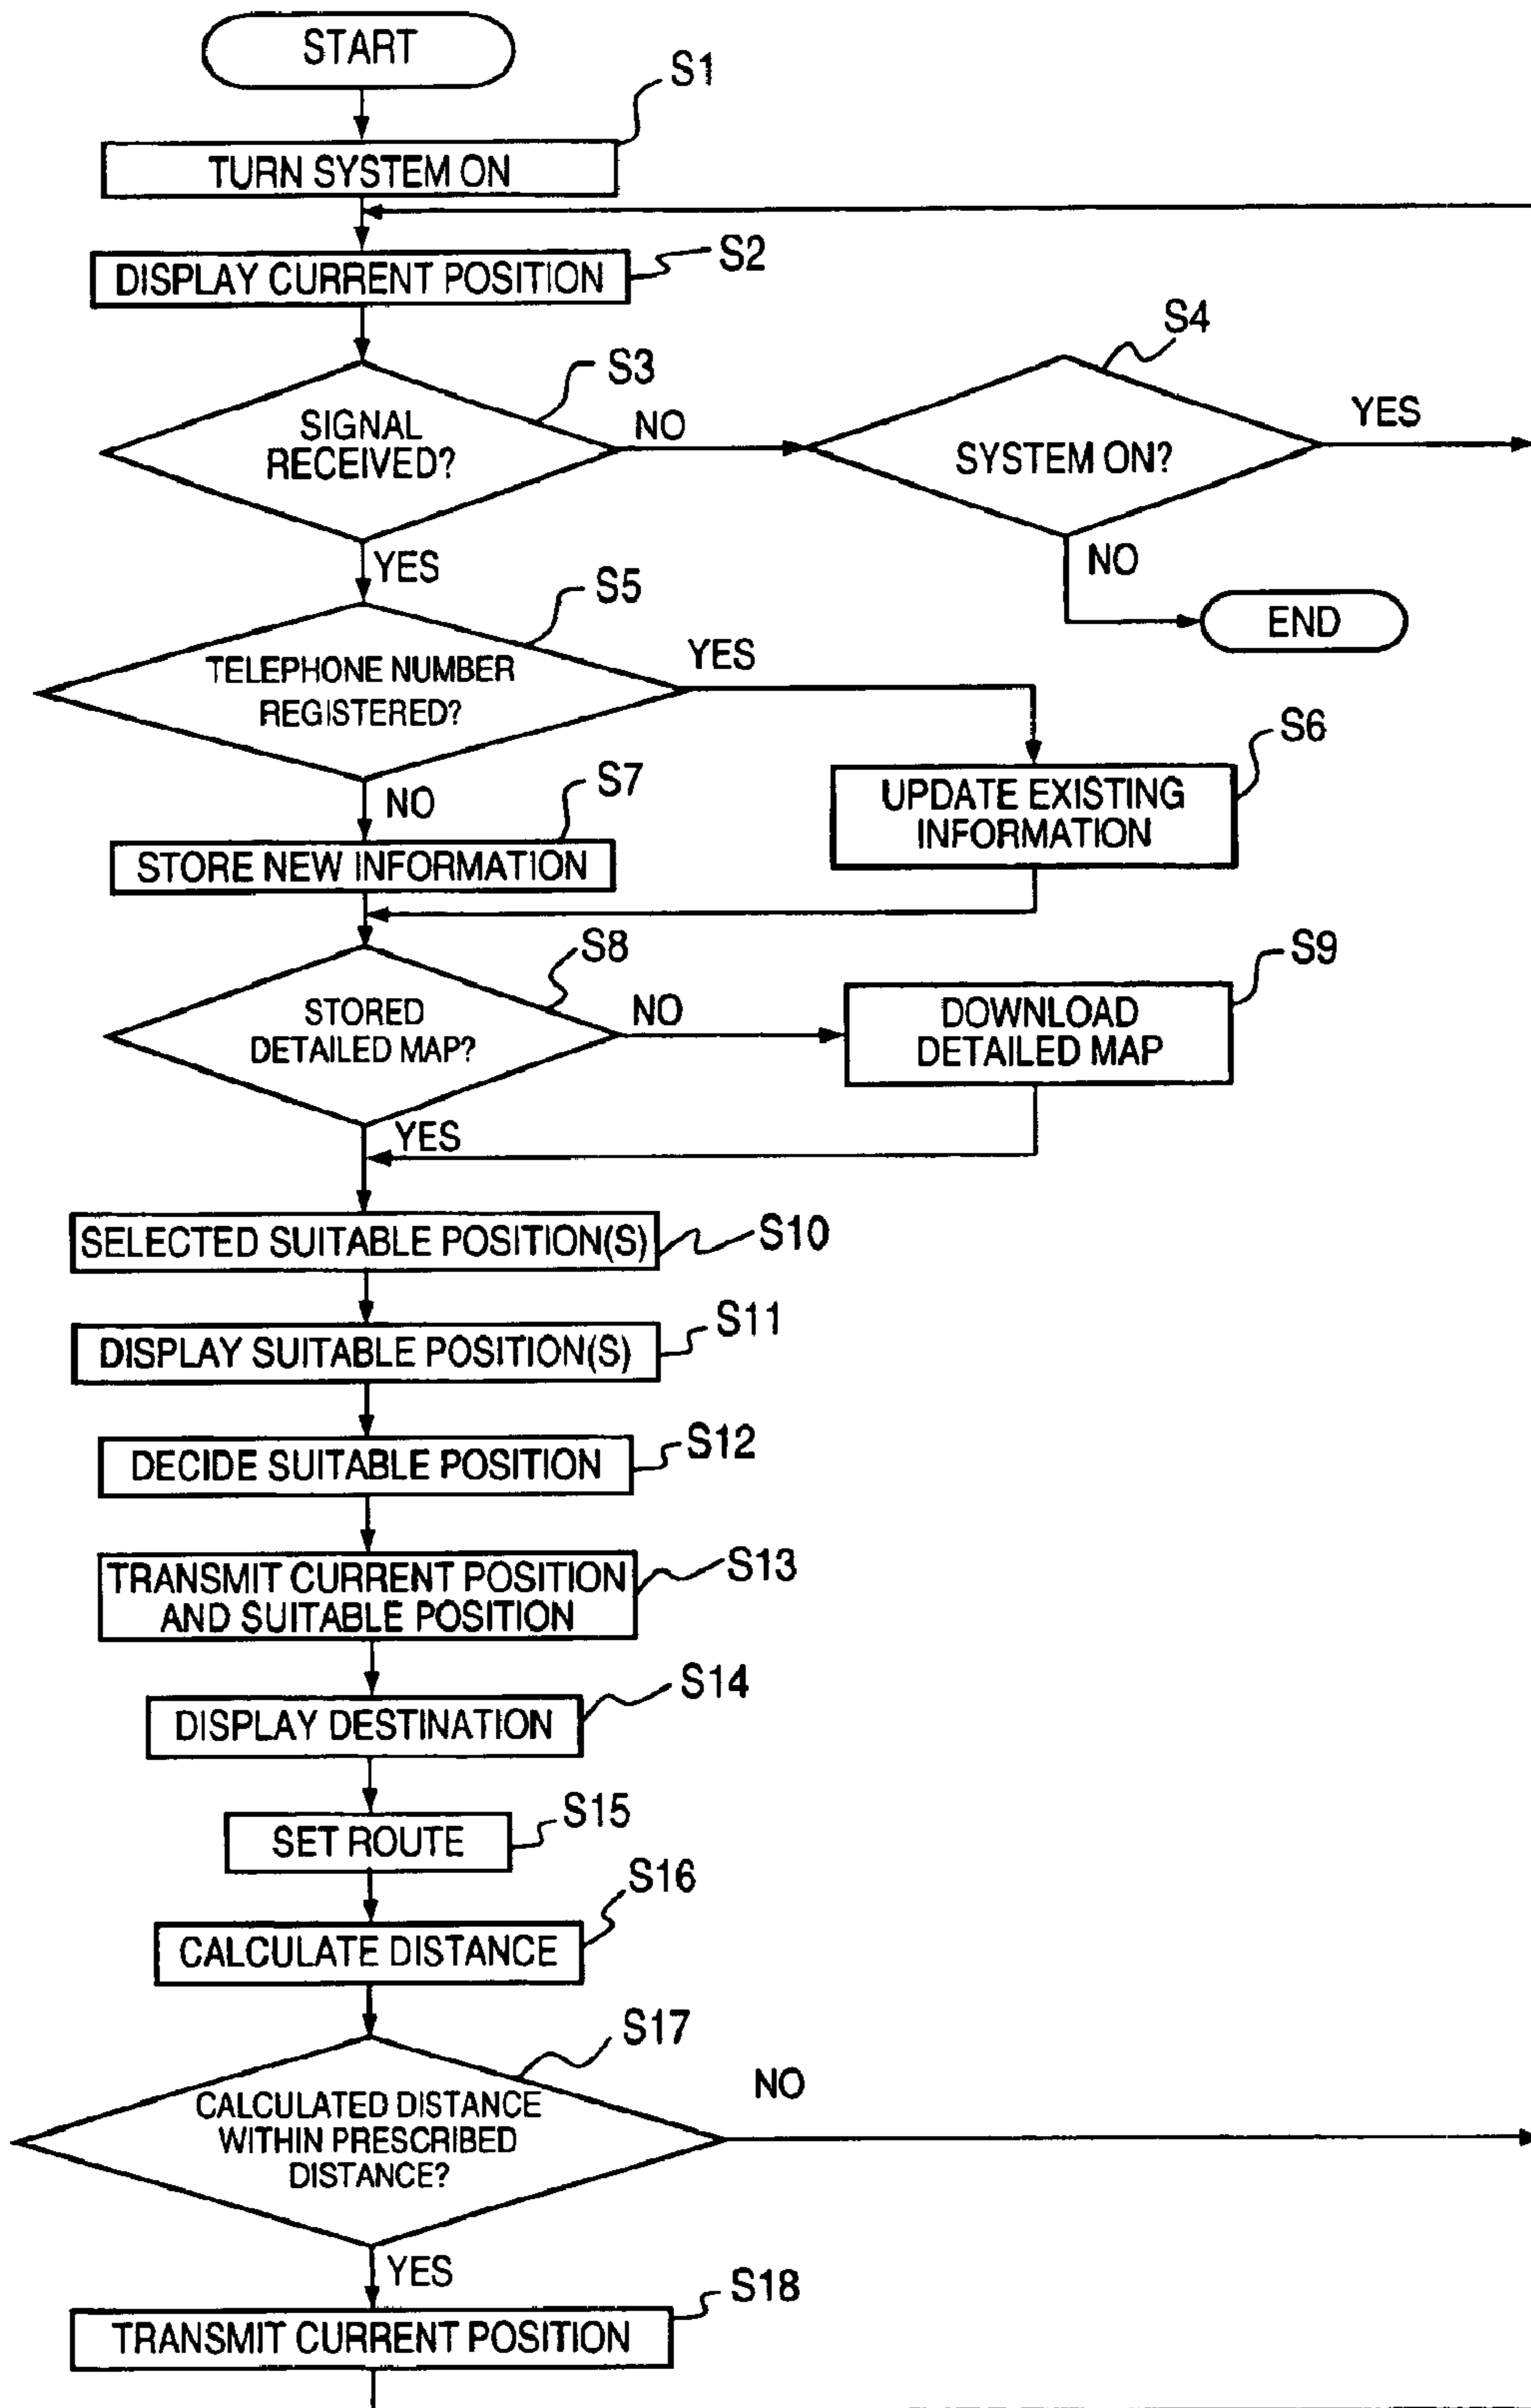 START
S1
TURN SYSTEM ON
S2
DISPLAY CURRENT POSITION
S4
S3
SIGNAL
RECEIVED?
NO
SYSTEM ON?
YES
YES
NO
END
S5
TELEPHONE NUMBER
REGISTERED?
YES
S6
UPDATE EXISTING
INFORMATION
NO
S7
STORE NEW INFORMATION
S8
STORED
DETAILED MAP?
NO
S9
DOWNLOAD
DETAILED MAP
YES
SELECTED SUITABLE POSITION(S)
S10
DISPLAY SUITABLE POSITION(S)
S11
DECIDE SUITABLE POSITION
S12
TRANSMIT CURRENT POSITION
AND SUITABLE POSITION
S13
DISPLAY DESTINATION
S14
SET ROUTE
S15
CALCULATE DISTANCE
S16
S17
CALCULATED DISTANCE
WITHIN PRESCRIBED
DISTANCE?
NO
YES
S18
TRANSMIT CURRENT POSITION